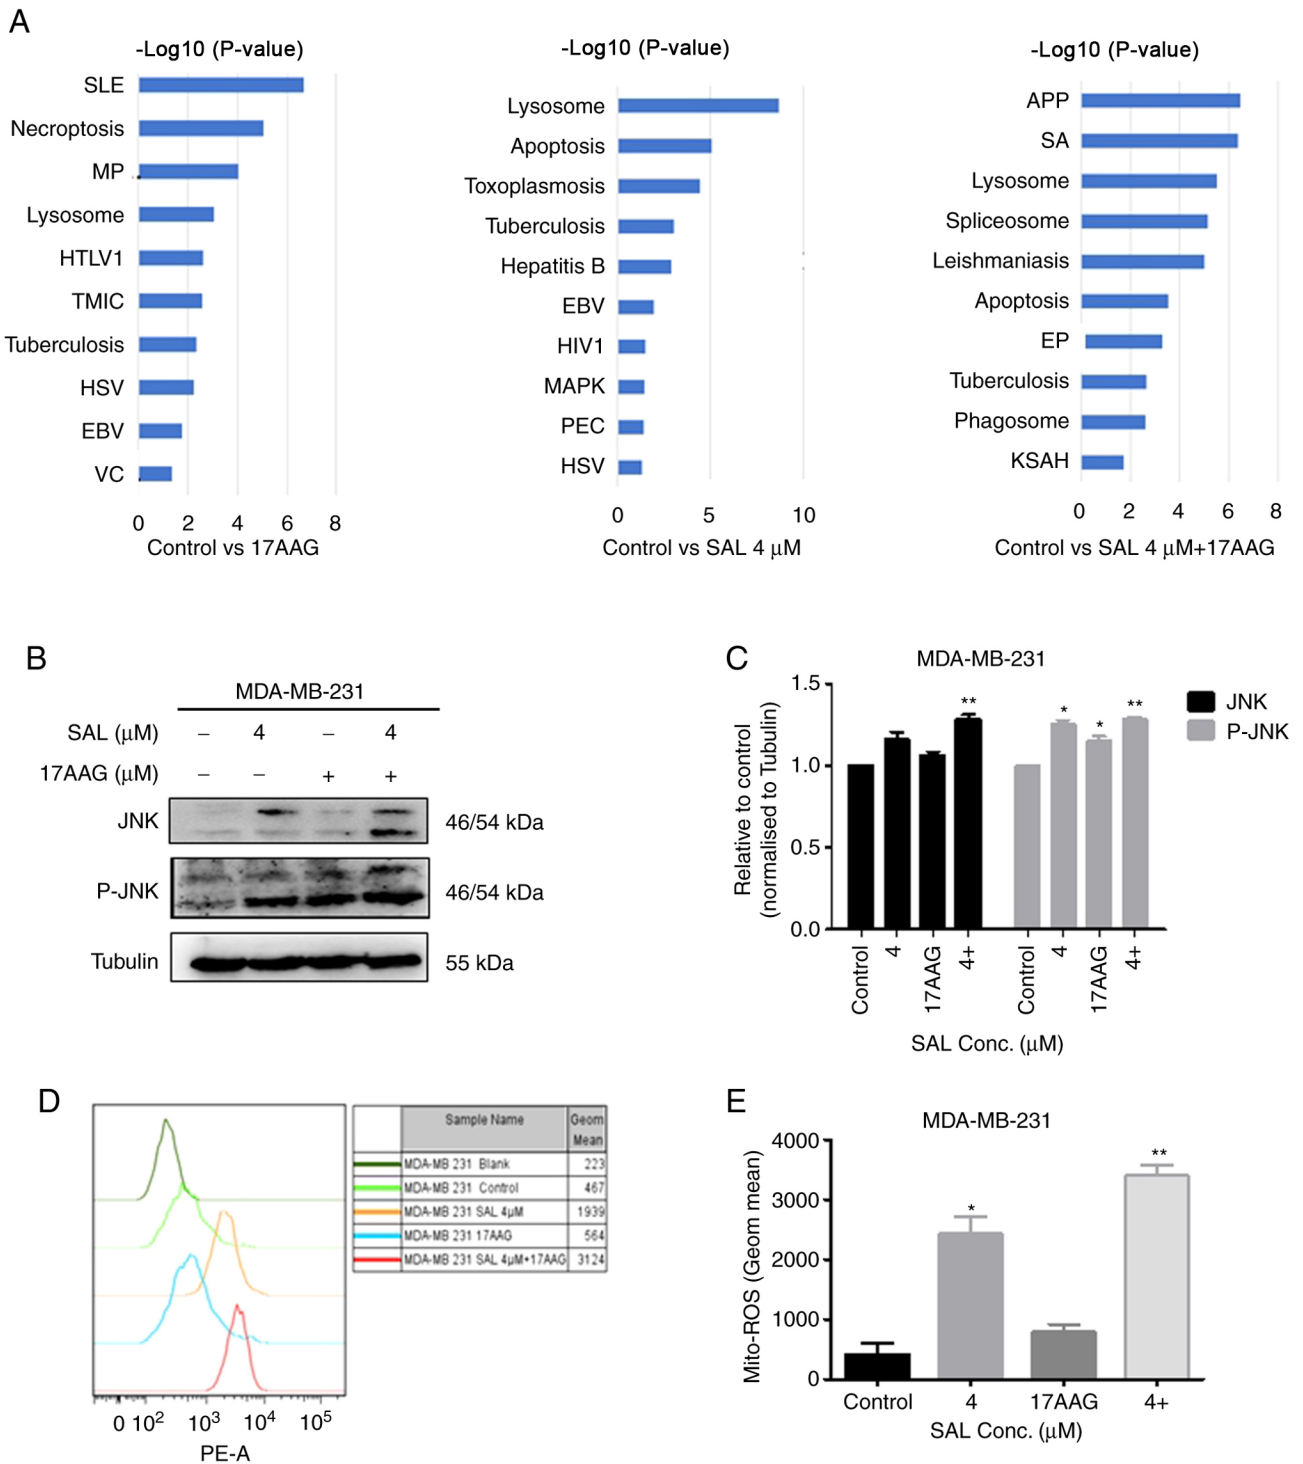 A
-Log10 (P-value)
SLE
Necroptosis
MP
Lysosome
HTLV1
TMIC
Tuberculosis
HSV
EBV
VC
0 2 4 6 8
Control vs 17AAG
-Log10 (P-value)
Lysosome
Apoptosis
Toxoplasmosis
Tuberculosis
Hepatitis B
EBV
HIV1
MAPK
PEC
HSV
0 5 10
Control vs SAL 4 µM
-Log10 (P-value)
APP
SA
Lysosome
Spliceosome
Leishmaniasis
Apoptosis
EP
Tuberculosis
Phagosome
KSAH
0 2 4 6 8
Control vs SAL 4 µM+17AAG
B
MDA-MB-231
SAL (µM) – 4 – 4
17AAG (µM) – – + +
JNK 46/54 kDa
P-JNK 46/54 kDa
Tubulin 55 kDa
C
MDA-MB-231
Relative to control
(normalised to Tubulin)
1.5
1.0
0.5
0.0
** * * **
JNK
P-JNK
Control 4 17AAG 4+ Control 4 17AAG 4+
SAL Conc. (µM)
D
Sample Name Geom Mean
MDA-MB 231 Blank 223
MDA-MB 231 Control 467
MDA-MB 231 SAL 4µM 1939
MDA-MB 231 17AAG 564
MDA-MB 231 SAL 4µM+17AAG 3124
0 10² 10³ 10⁴ 10⁵
PE-A
E
MDA-MB-231
Mito-ROS (Geom mean)
4000
3000
2000
1000
0
* **
Control 4 17AAG 4+
SAL Conc. (µM)